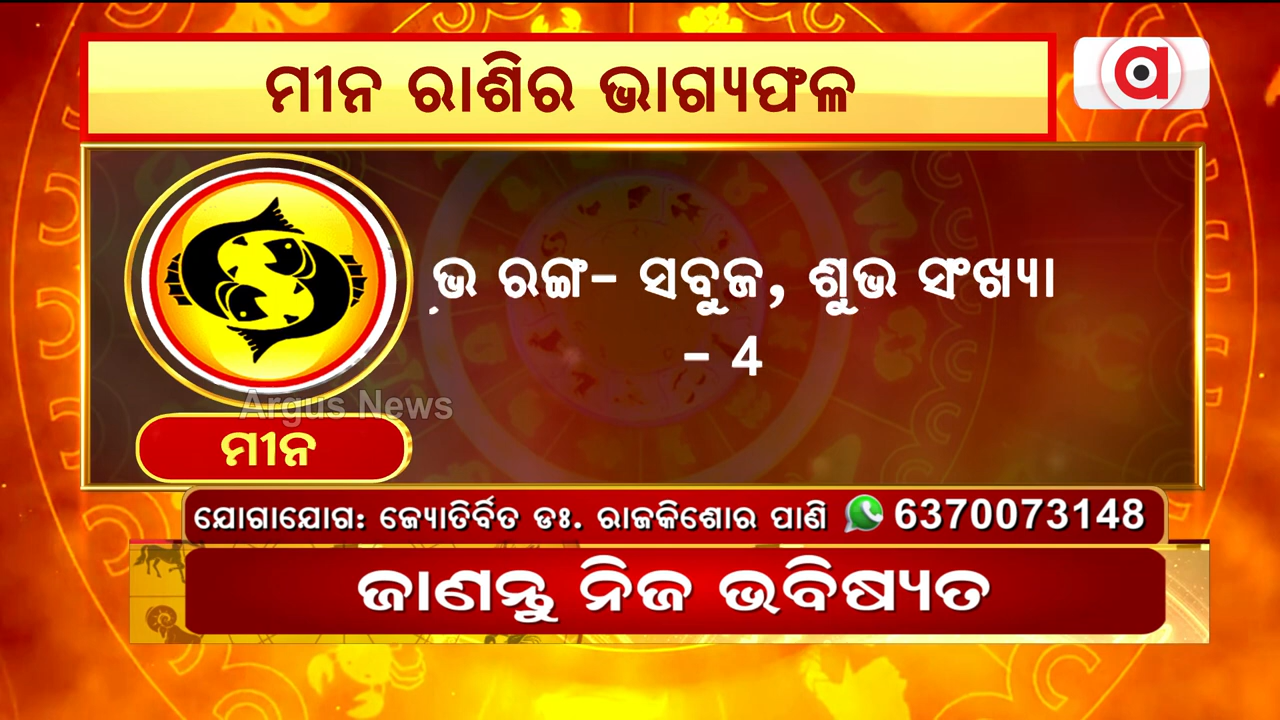 ମୀନ ରାଶିର ଭାଗ୍ୟଫଳ
a
ରଙ୍ଗ- ସବୁଜ, ଶୁଭ ସଂଖ୍ୟା
- 4
Argus News
ମୀନ
ଯୋଗାଯୋଗ: ଜ୍ୟୋତିର୍ବିତ ଡଃ. ରାଜକିଶୋର ପାଣି 6370073148
ଜାଣନ୍ତୁ ନିଜ ଭବିଷ୍ୟତ